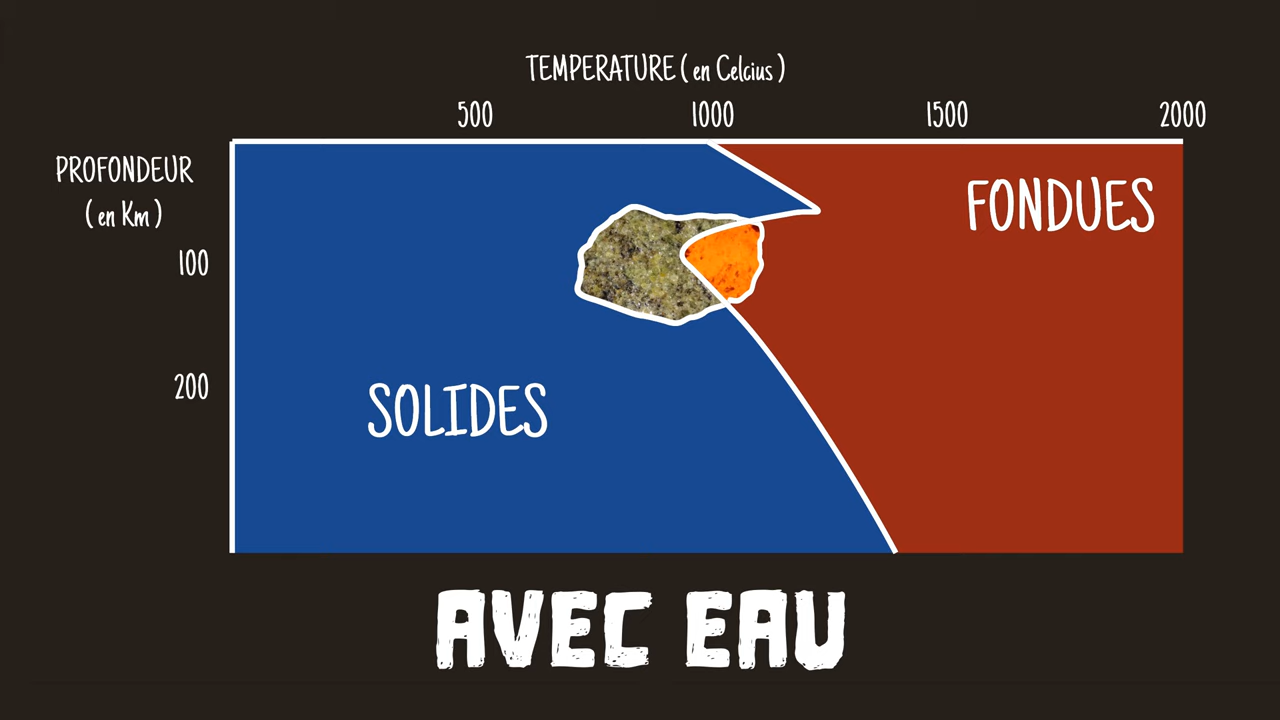 TEMPERATURE ( en Celcius )
500 1000 1500 2000
PROFONDEUR
( en Km )
100
200
FONDUES
SOLIDES
AVEC EAU